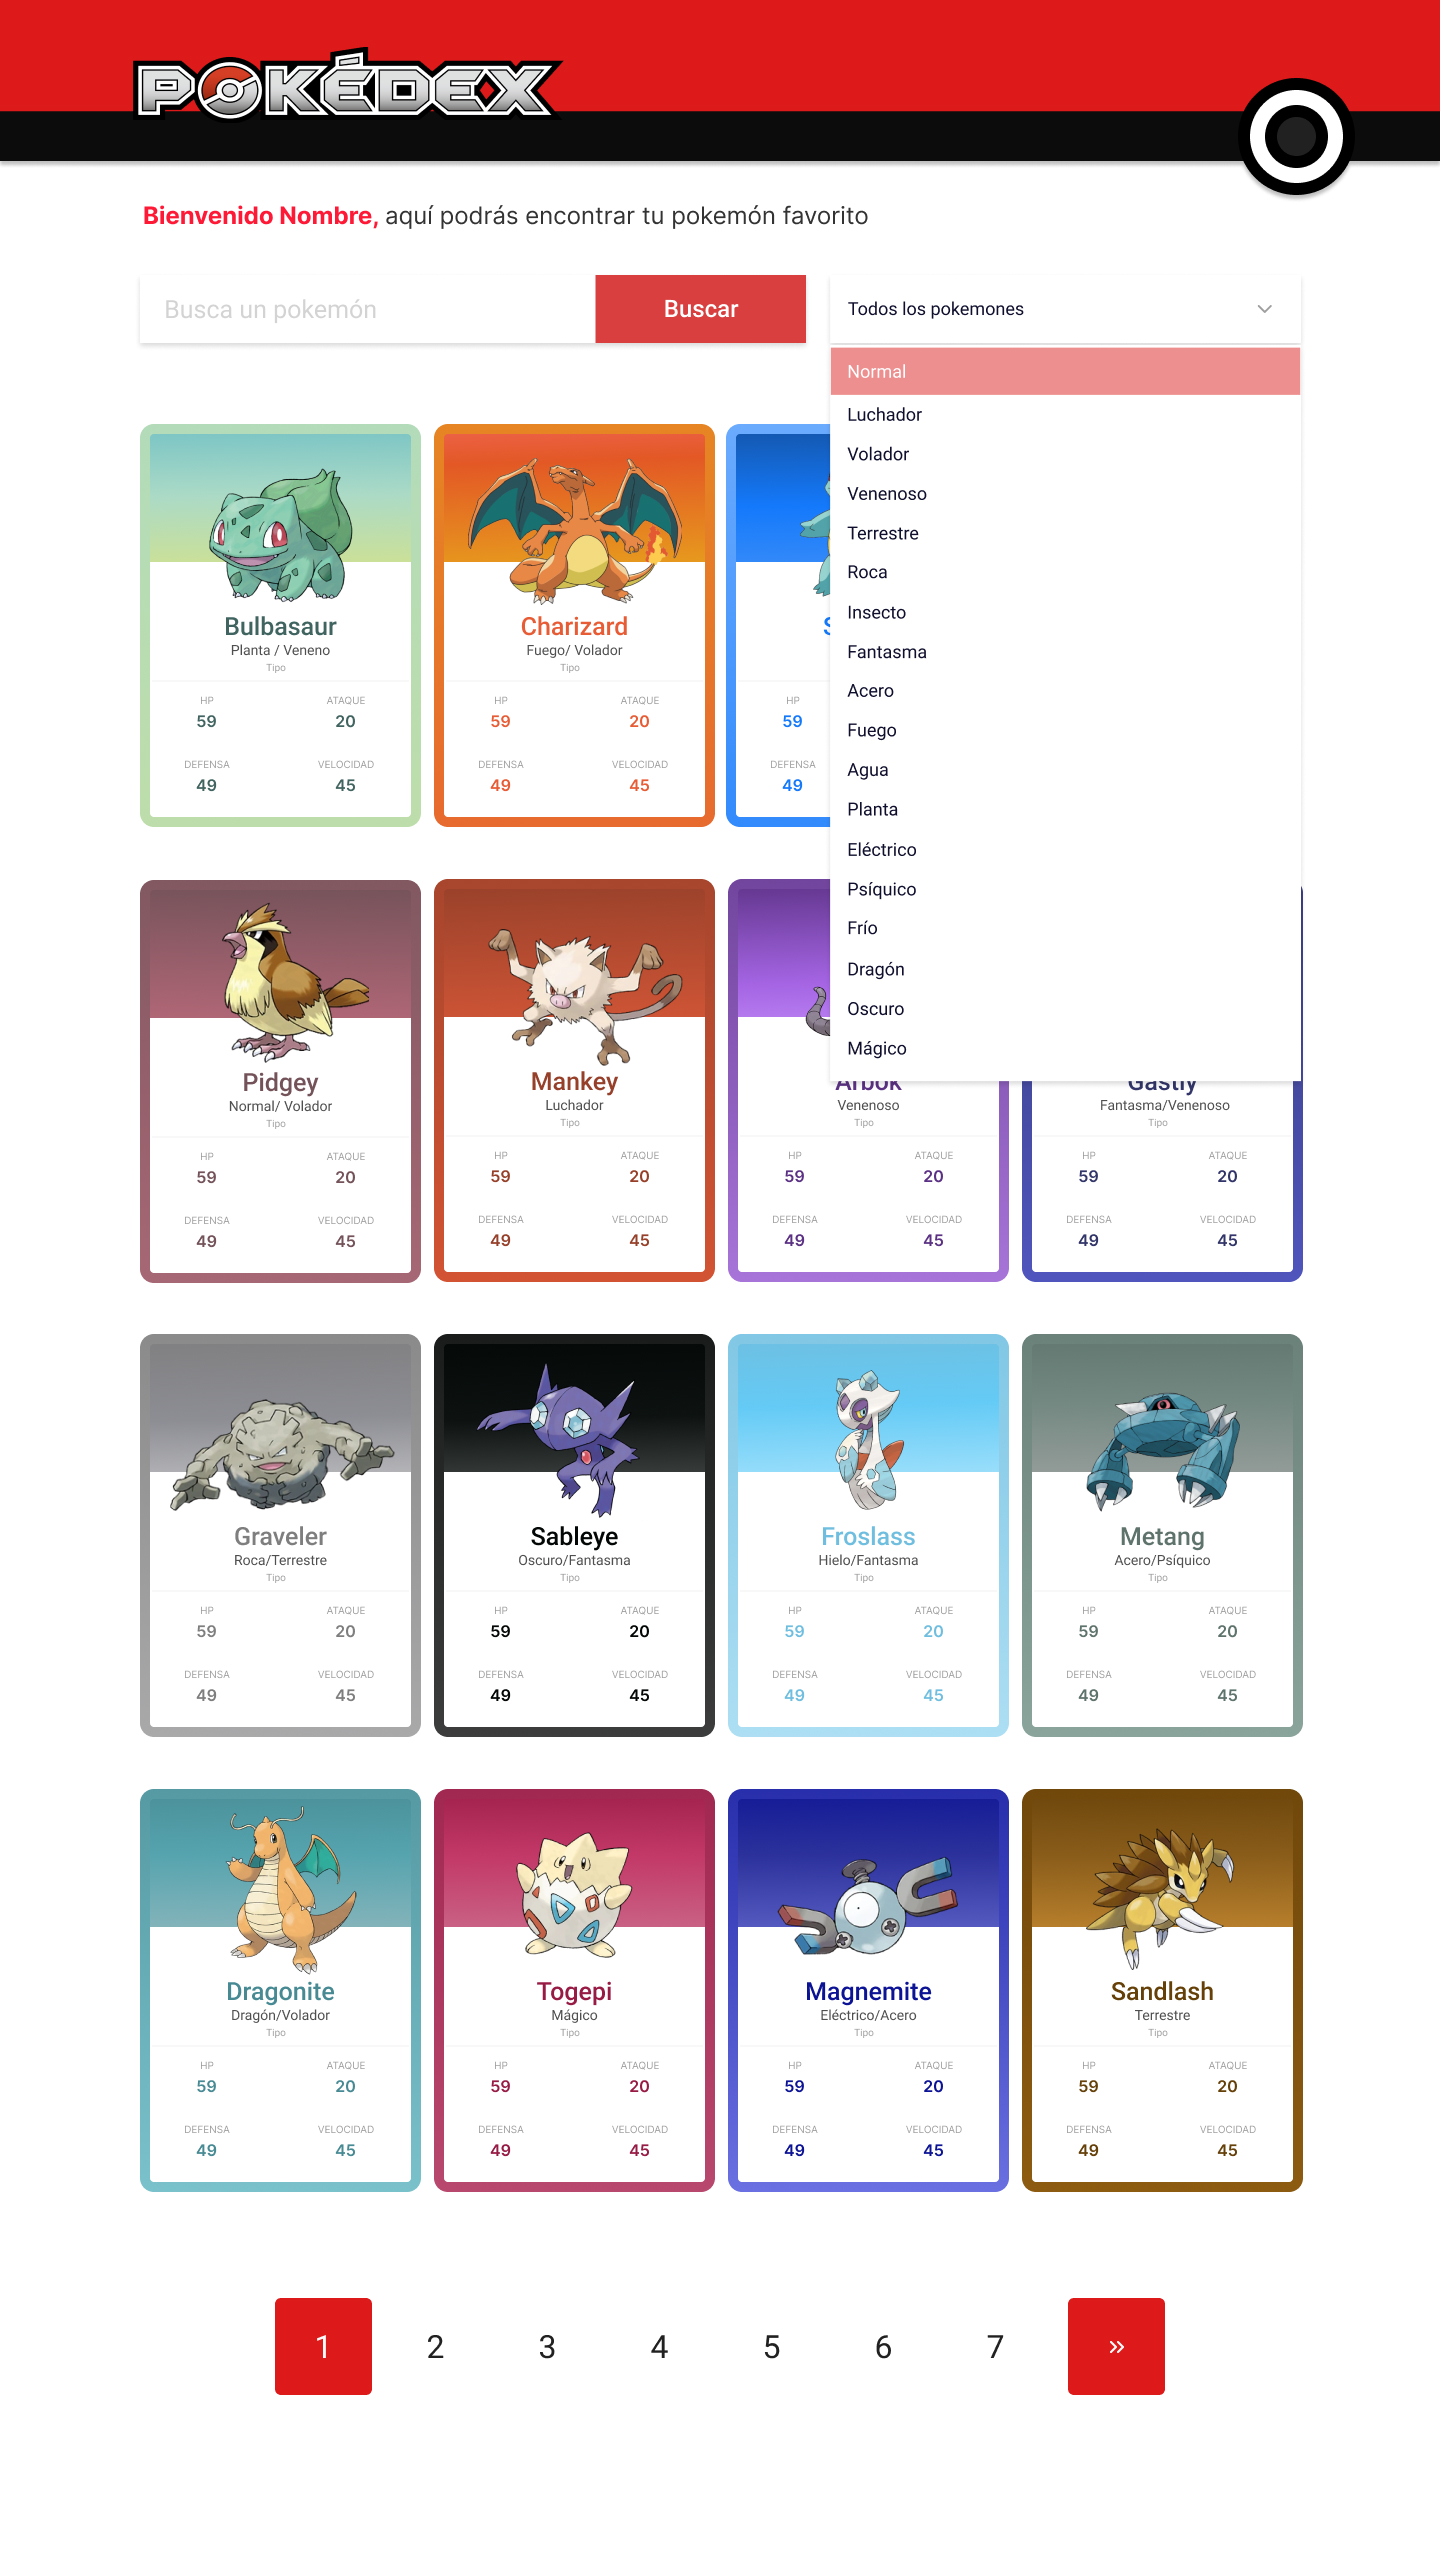 POKÉDEX
Bienvenido Nombre, aquí podrás encontrar tu pokemón favorito
Busca un pokemón
Buscar
Todos los pokemones
Normal
Luchador
Volador
Venenoso
Terrestre
Roca
Insecto
Fantasma
Acero
Fuego
Agua
Planta
Eléctrico
Psíquico
Frío
Dragón
Oscuro
Mágico
Bulbasaur
Planta / Veneno
Tipo
HP ATAQUE
59 20
DEFENSA VELOCIDAD
49 45
Charizard
Fuego/ Volador
Tipo
HP ATAQUE
59 20
DEFENSA VELOCIDAD
49 45
S
HP
59
DEFENSA
49
Pidgey
Normal/ Volador
Tipo
HP ATAQUE
59 20
DEFENSA VELOCIDAD
49 45
Mankey
Luchador
Tipo
HP ATAQUE
59 20
DEFENSA VELOCIDAD
49 45
Arbok
Venenoso
Tipo
HP ATAQUE
59 20
DEFENSA VELOCIDAD
49 45
Gastly
Fantasma/Venenoso
Tipo
HP ATAQUE
59 20
DEFENSA VELOCIDAD
49 45
Graveler
Roca/Terrestre
Tipo
HP ATAQUE
59 20
DEFENSA VELOCIDAD
49 45
Sableye
Oscuro/Fantasma
Tipo
HP ATAQUE
59 20
DEFENSA VELOCIDAD
49 45
Froslass
Hielo/Fantasma
Tipo
HP ATAQUE
59 20
DEFENSA VELOCIDAD
49 45
Metang
Acero/Psíquico
Tipo
HP ATAQUE
59 20
DEFENSA VELOCIDAD
49 45
Dragonite
Dragón/Volador
Tipo
HP ATAQUE
59 20
DEFENSA VELOCIDAD
49 45
Togepi
Mágico
Tipo
HP ATAQUE
59 20
DEFENSA VELOCIDAD
49 45
Magnemite
Eléctrico/Acero
Tipo
HP ATAQUE
59 20
DEFENSA VELOCIDAD
49 45
Sandlash
Terrestre
Tipo
HP ATAQUE
59 20
DEFENSA VELOCIDAD
49 45
1 2 3 4 5 6 7 »